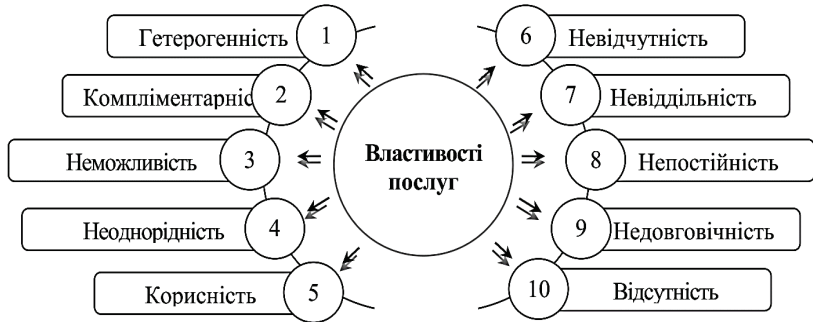 Гетерогенність
1
Компліментарніс
2
Неможливість
3
Неоднорідність
4
Корисність
5
Властивості
послуг
6
Невідчутність
7
Невіддільність
8
Непостійність
9
Недовговічність
10
Відсутність